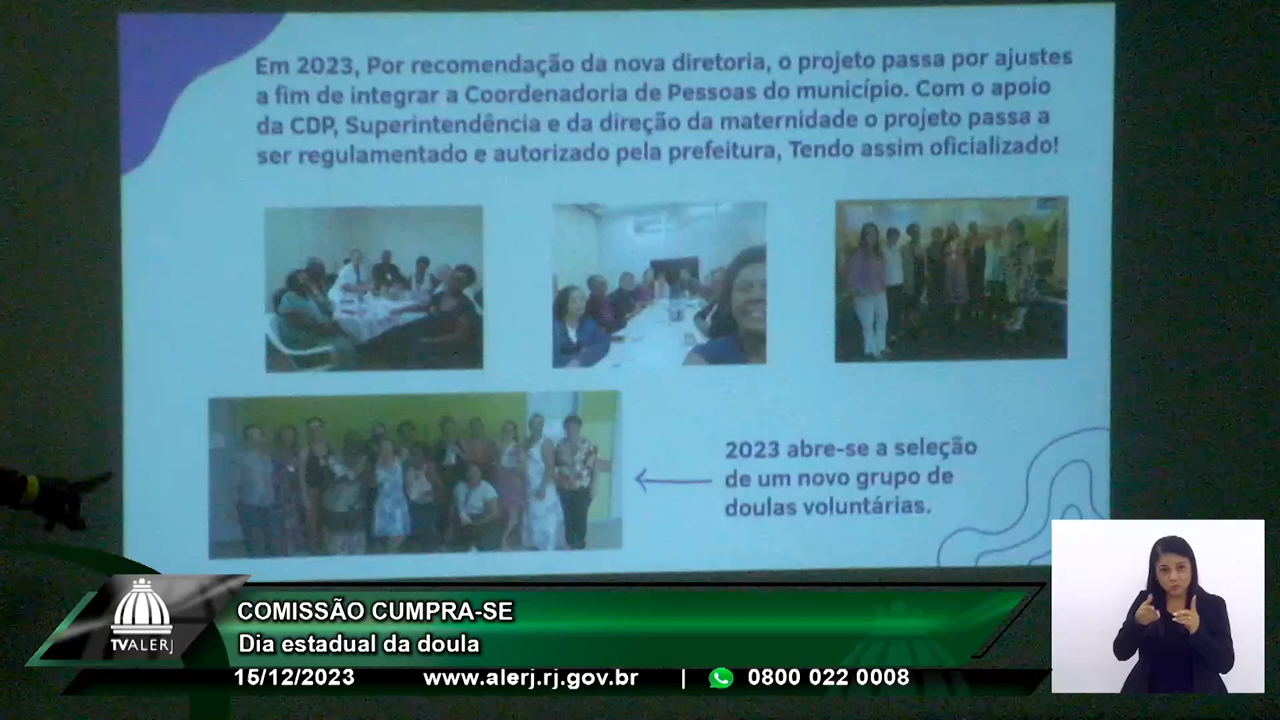 Em 2023, Por recomendação da nova diretoria, o projeto passa por ajustes
a fim de integrar a Coordenadoria de Pessoas do município. Com o apoio
da CDP, Superintendência e da direção da maternidade o projeto passa a
ser regulamentado e autorizado pela prefeitura, Tendo assim oficializado!
2023 abre-se a seleção
de um novo grupo de
doulas voluntárias.
TVALERJ
COMISSÃO CUMPRA-SE
Dia estadual da doula
15/12/2023 www.alerj.rj.gov.br | 0800 022 0008